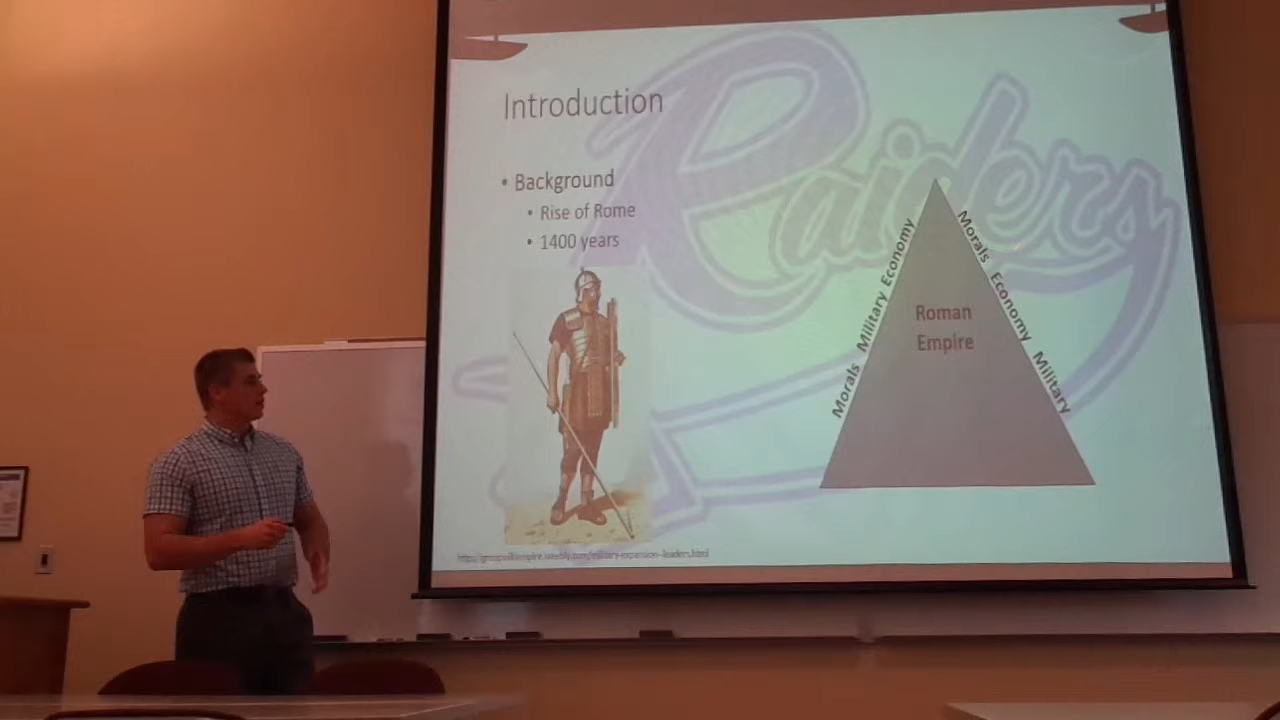 Introduction
Raiders
• Background
• Rise of Rome
• 1400 years
Morals Military Economy
Morals Economy Military
Roman
Empire